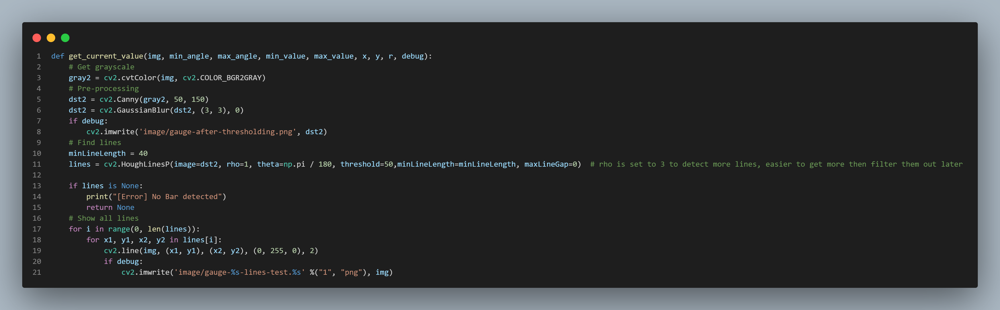 1 def get_current_value(img, min_angle, max_angle, min_value, max_value, x, y, r, debug):
2     # Get grayscale
3     gray2 = cv2.cvtColor(img, cv2.COLOR_BGR2GRAY)
4     # Pre-processing
5     dst2 = cv2.Canny(gray2, 50, 150)
6     dst2 = cv2.GaussianBlur(dst2, (3, 3), 0)
7     if debug:
8         cv2.imwrite('image/gauge-after-thresholding.png', dst2)
9     # Find lines
10     minLineLength = 40
11     lines = cv2.HoughLinesP(image=dst2, rho=1, theta=np.pi / 180, threshold=50,minLineLength=minLineLength, maxLineGap=0)  # rho is set to 3 to detect more lines, easier to get more then filter them out later
12
13     if lines is None:
14         print("[Error] No Bar detected")
15         return None
16     # Show all lines
17     for i in range(0, len(lines)):
18         for x1, y1, x2, y2 in lines[i]:
19             cv2.line(img, (x1, y1), (x2, y2), (0, 255, 0), 2)
20             if debug:
21                 cv2.imwrite('image/gauge-%s-lines-test.%s' %("1", "png"), img)